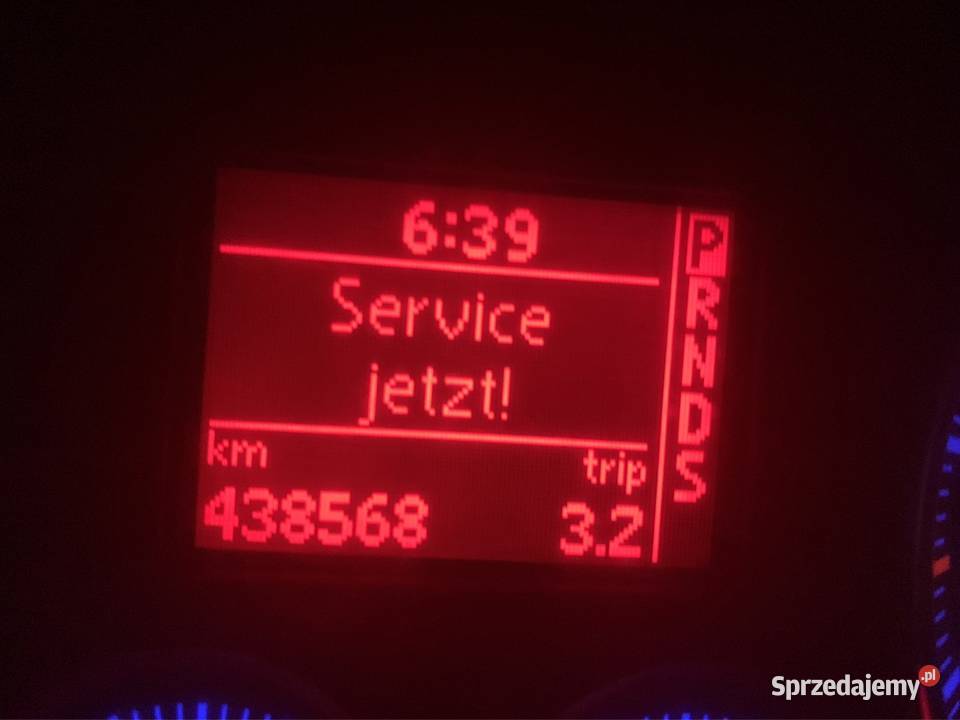 6:39
Service
jetzt!
km trip
438568 3.2
P
R
N
D
S
Sprzedajemy.pl